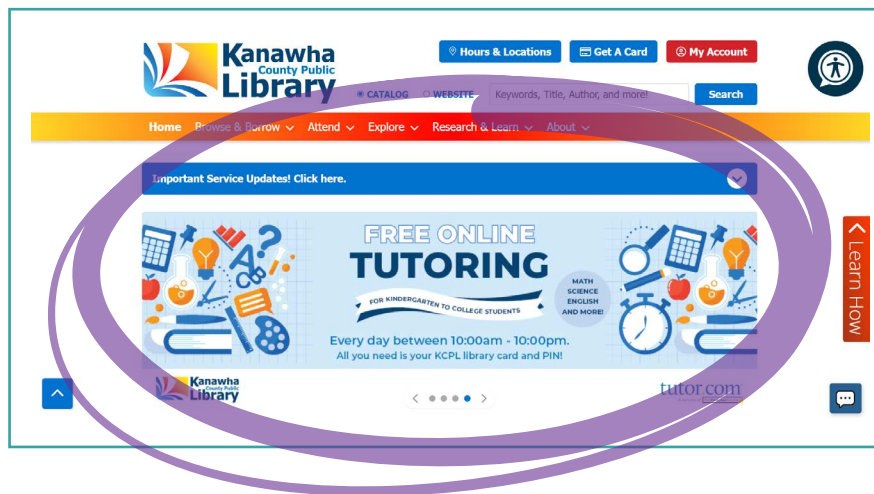 Kanawha
County Public
Library
Hours & Locations
Get A Card
My Account
CATALOG
WEBSITE
Keywords, Title, Author, and more!
Search
Home
Browse & Borrow
Attend
Explore
Research & Learn
About
Important Service Updates! Click here.
ABC
FREE ONLINE
TUTORING
FOR KINDERGARTEN TO COLLEGE STUDENTS
MATH
SCIENCE
ENGLISH
AND MORE!
Every day between 10:00am - 10:00pm.
All you need is your KCPL library card and PIN!
Kanawha
County Public
Library
tutor.com
Learn How